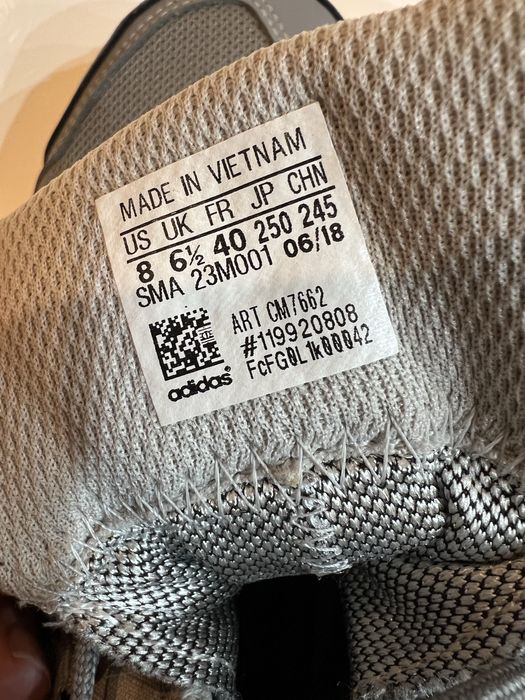 MADE IN VIETNAM
US UK FR JP CHN
8 6½ 40 250 245
SMA 23M001 06/18
ART CM7662
#119920808
FcFG0L1k00042
adidas®